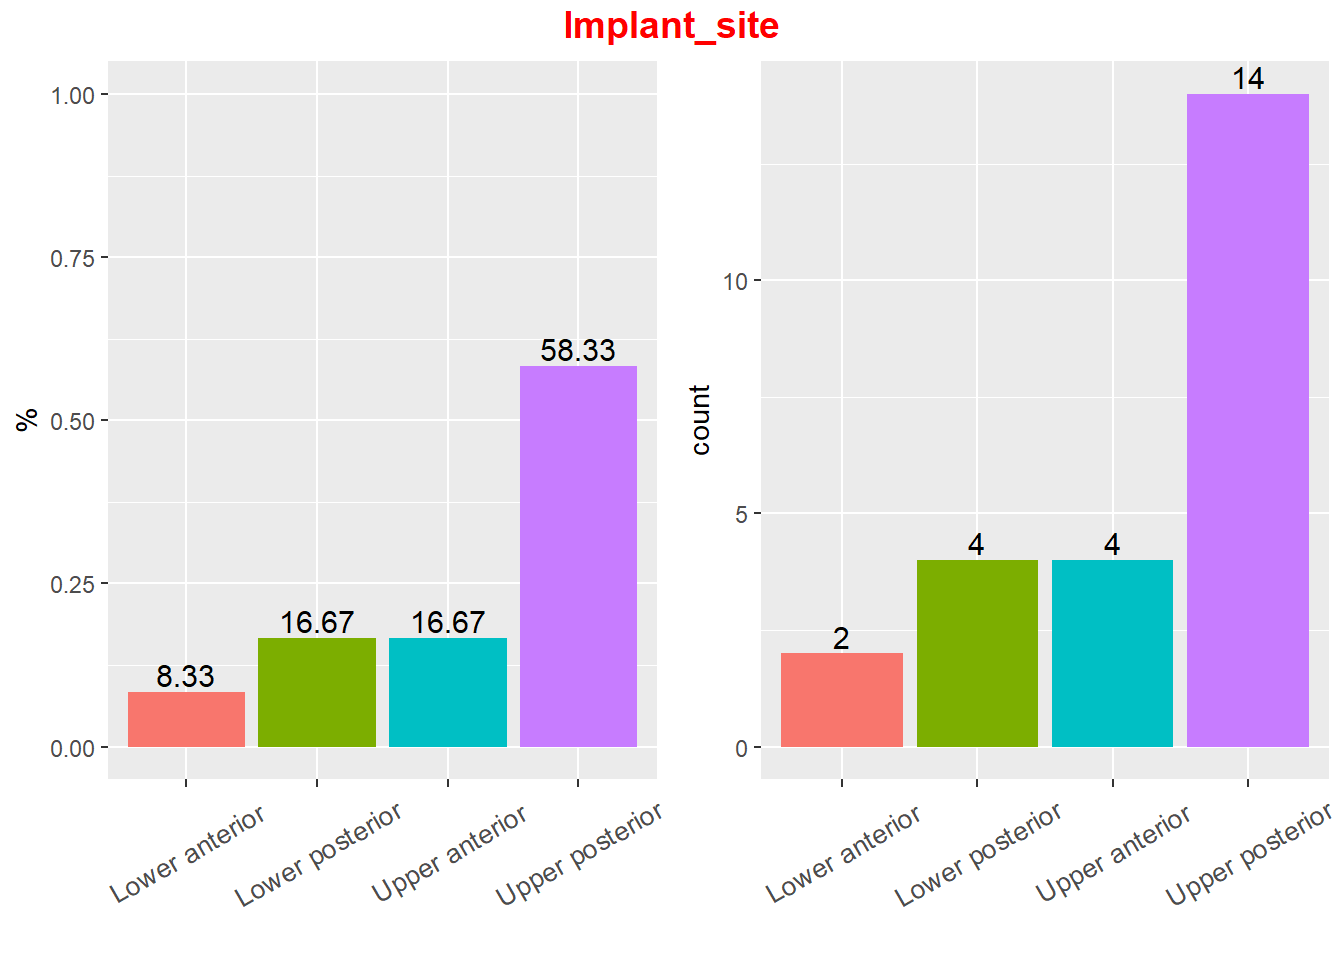 Implant_site
%
1.00
0.75
0.50
0.25
0.00
8.33
16.67
16.67
58.33
Lower anterior
Lower posterior
Upper anterior
Upper posterior
count
10
5
0
2
4
4
14
Lower anterior
Lower posterior
Upper anterior
Upper posterior